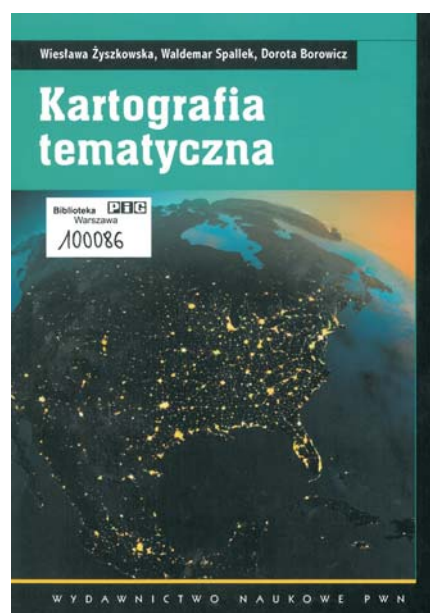 Wiesława Żyszkowska, Waldemar Spallek, Dorota Borowicz
Kartografia
tematyczna
Biblioteka PIG
Warszawa
100086
WYDAWNICTWO NAUKOWE PWN